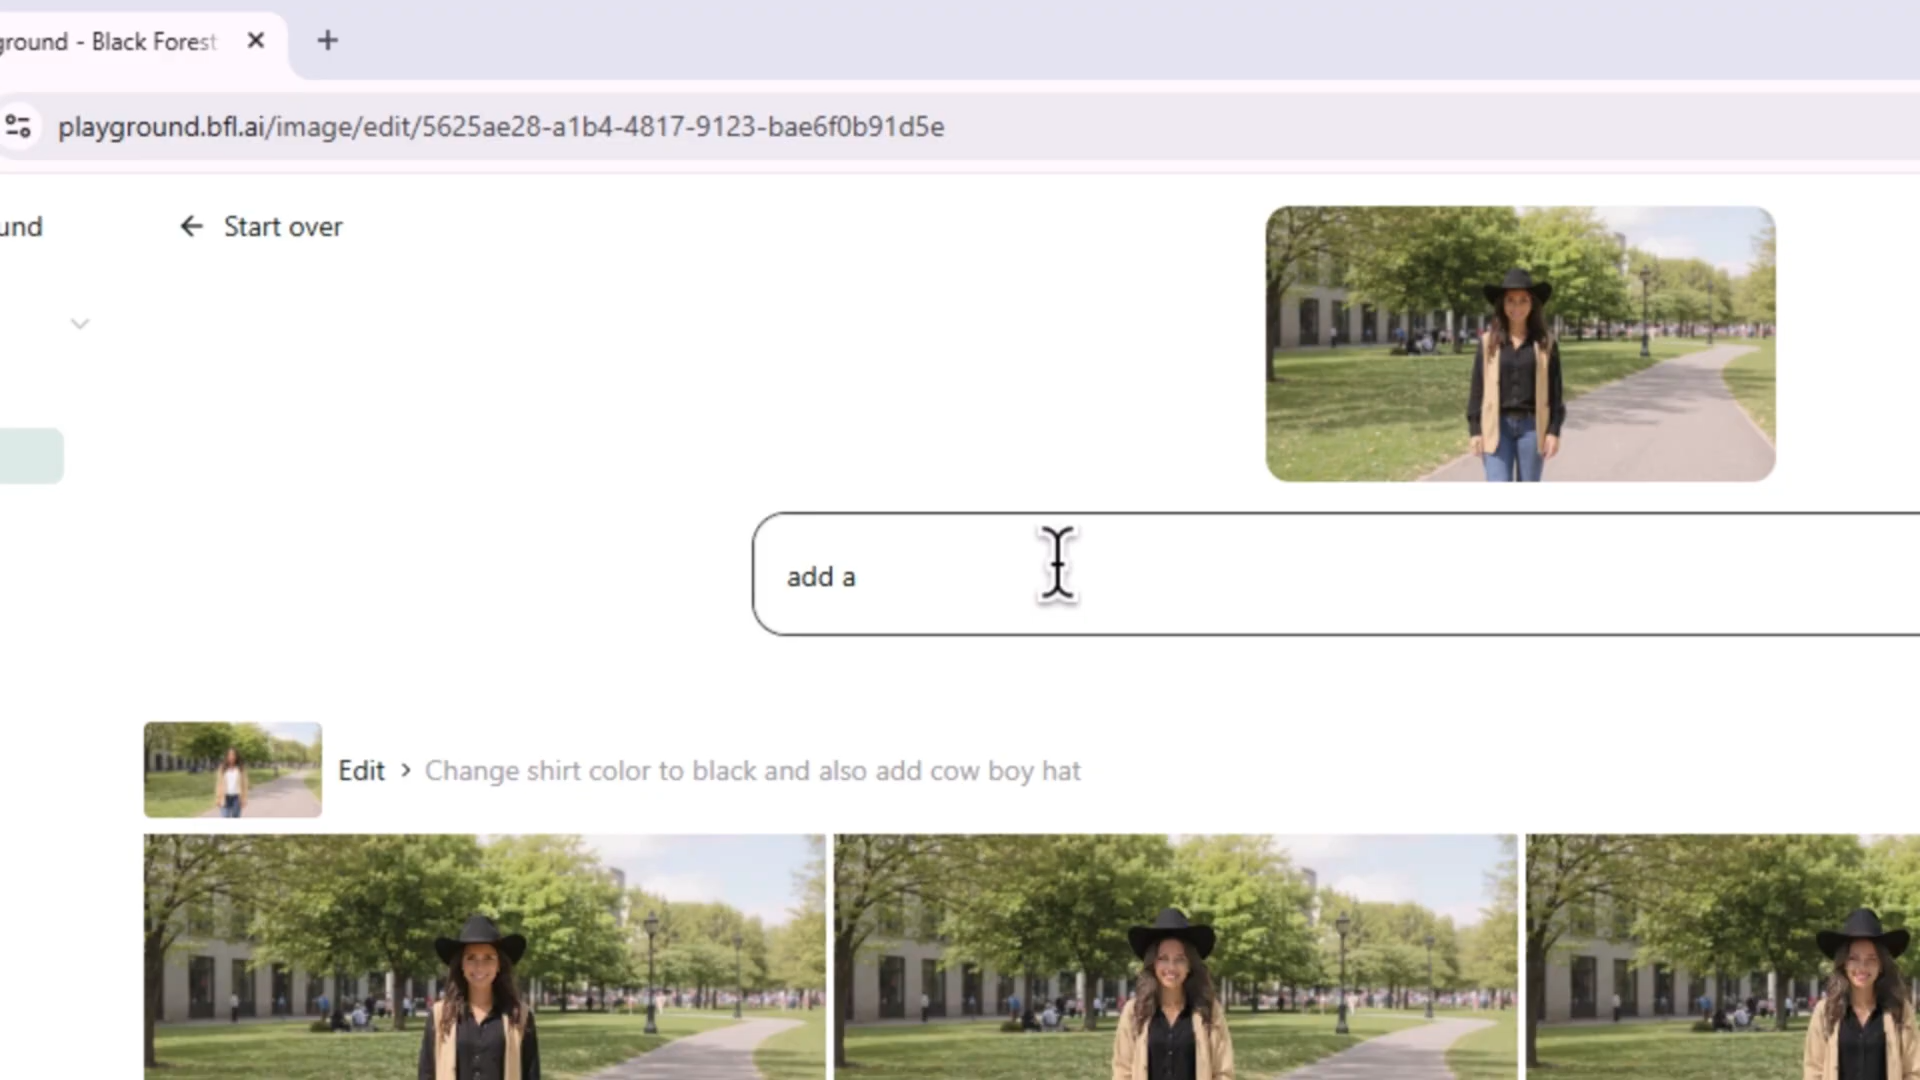 ground - Black Forest
playground.bfl.ai/image/edit/5625ae28-a1b4-4817-9123-bae6f0b91d5e
und
Start over
add a
Edit > Change shirt color to black and also add cow boy hat